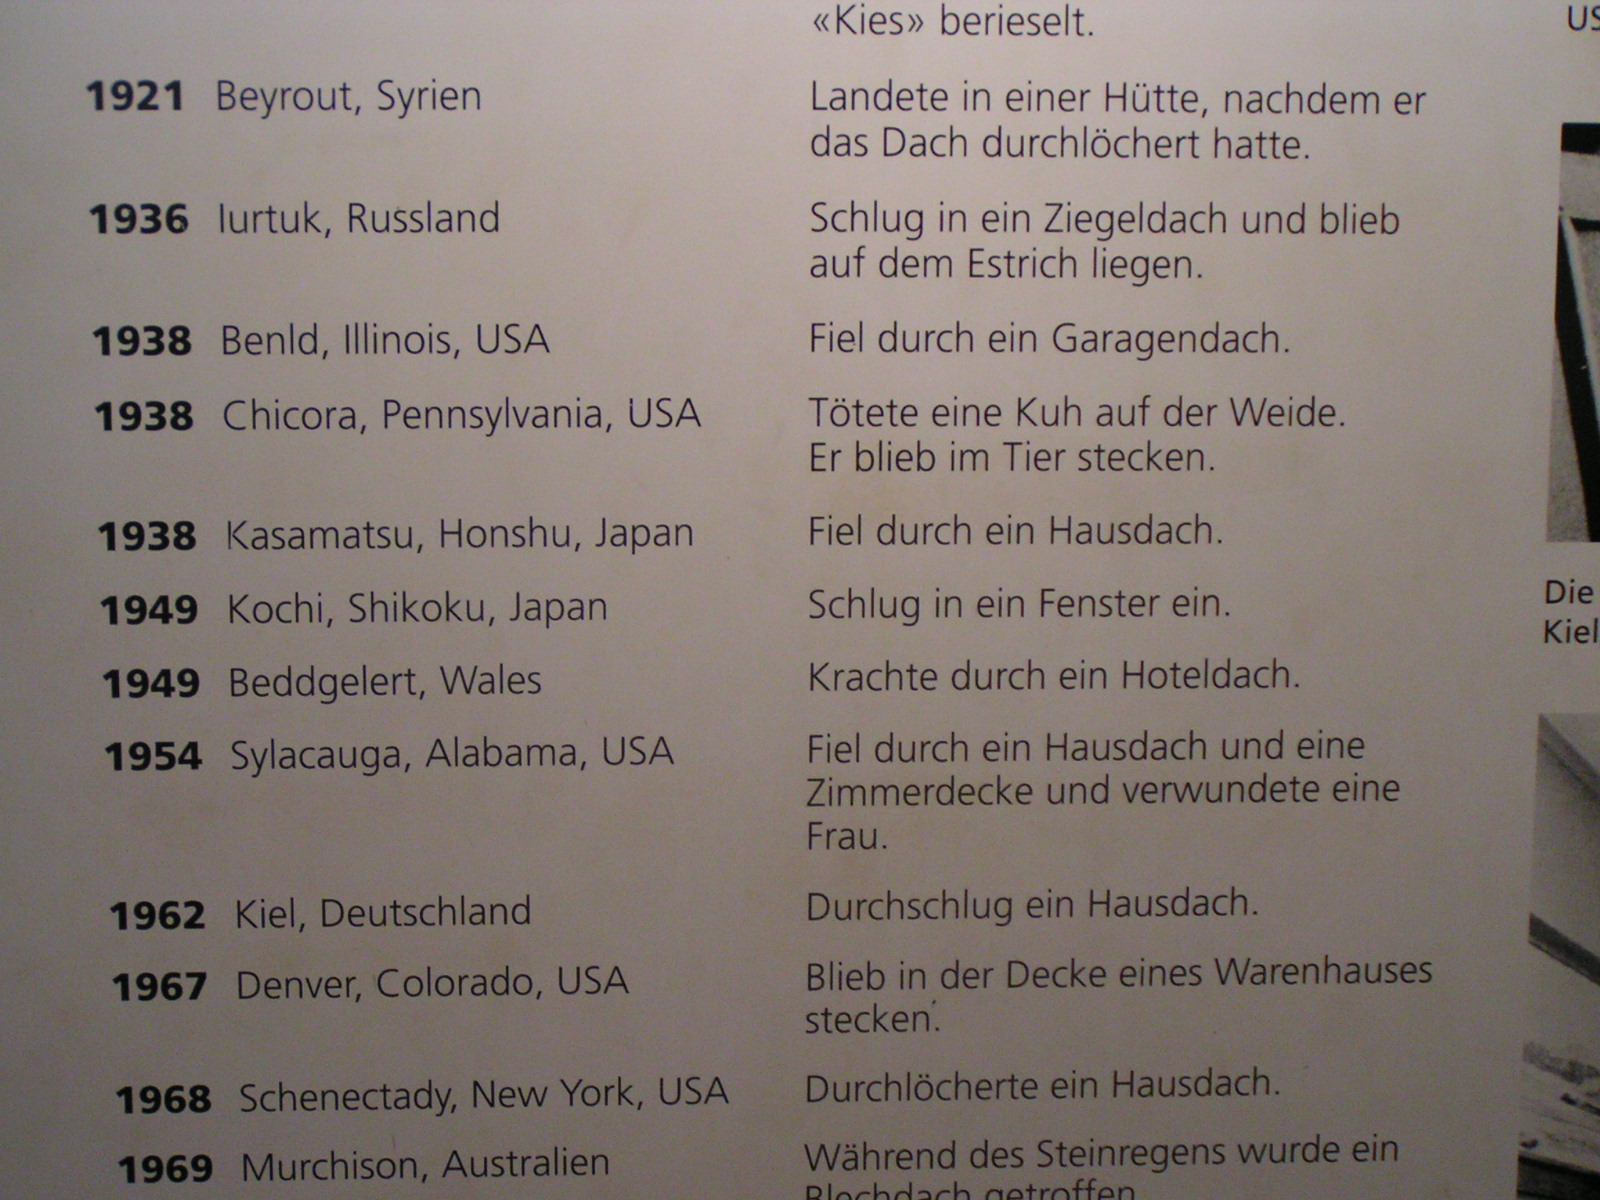 «Kies» berieselt.
US
1921 Beyrout, Syrien Landete in einer Hütte, nachdem er
das Dach durchlöchert hatte.
1936 Iurtuk, Russland Schlug in ein Ziegeldach und blieb
auf dem Estrich liegen.
1938 Benld, Illinois, USA Fiel durch ein Garagendach.
1938 Chicora, Pennsylvania, USA Tötete eine Kuh auf der Weide.
Er blieb im Tier stecken.
1938 Kasamatsu, Honshu, Japan Fiel durch ein Hausdach.
1949 Kochi, Shikoku, Japan Schlug in ein Fenster ein.
1949 Beddgelert, Wales Krachte durch ein Hoteldach.
1954 Sylacauga, Alabama, USA Fiel durch ein Hausdach und eine
Zimmerdecke und verwundete eine
Frau.
1962 Kiel, Deutschland Durchschlug ein Hausdach.
1967 Denver, Colorado, USA Blieb in der Decke eines Warenhauses
stecken.
1968 Schenectady, New York, USA Durchlöcherte ein Hausdach.
1969 Murchison, Australien Während des Steinregens wurde ein
Blechdach getroffen
Die
Kiel